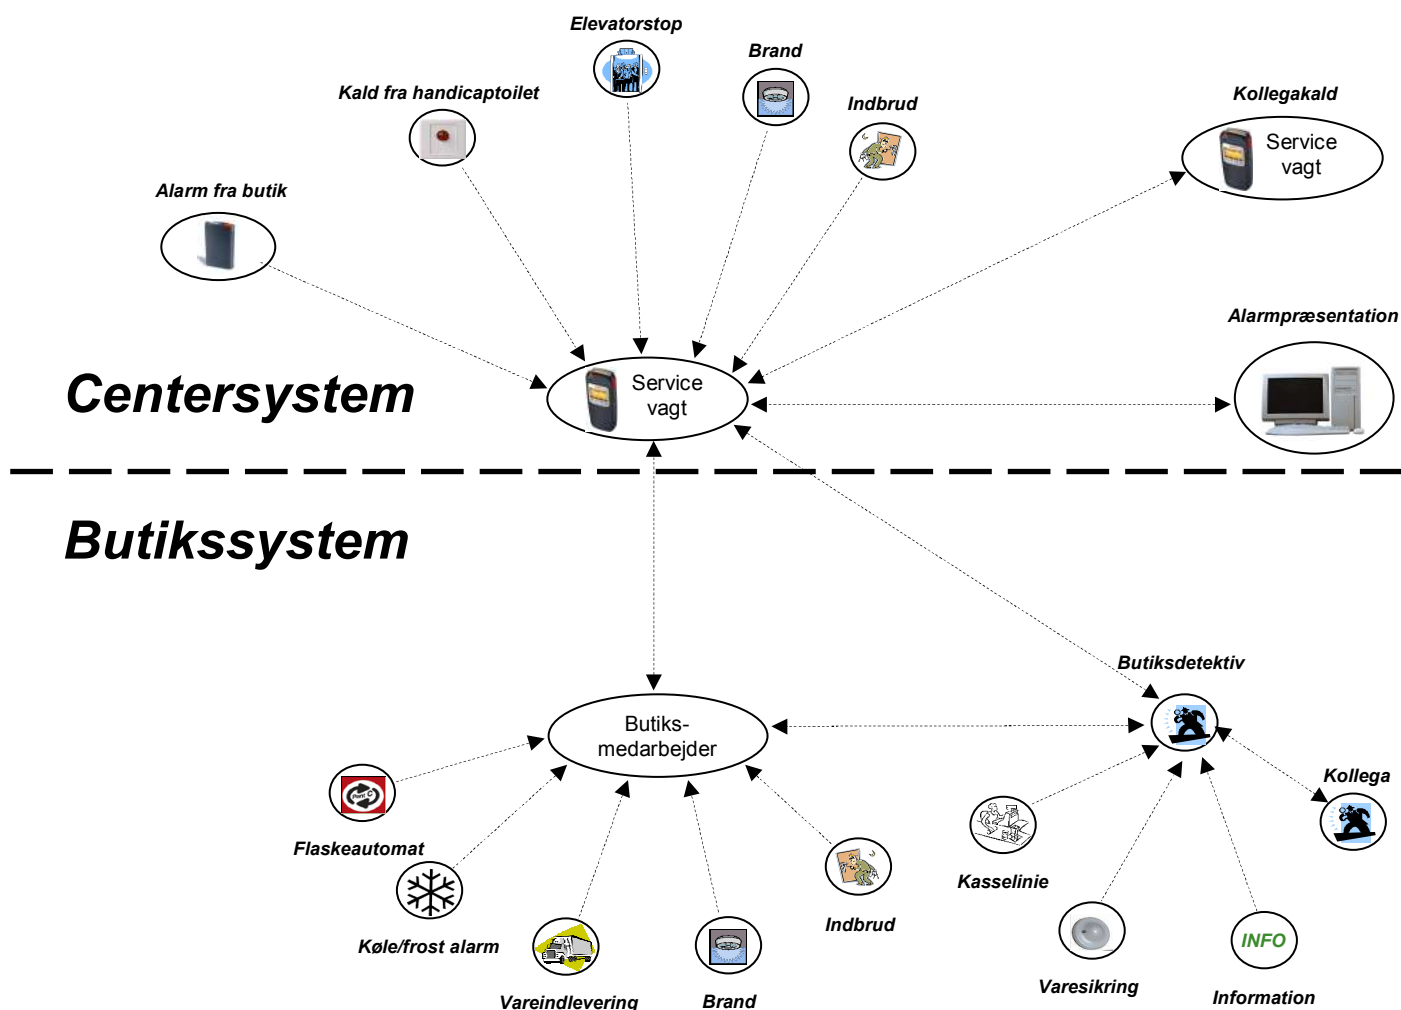 Elevatorstop
Brand
Kald fra handicaptoilet
Indbrud
Kollegakald
Service
vagt
Alarm fra butik
Alarmpræsentation
Service
vagt
Centersystem
Butikssystem
Butiksdetektiv
Butiks-
medarbejder
Kollega
Flaskeautomat
Kasselinie
Indbrud
Køle/frost alarm
INFO
Varesikring
Information
Vareindlevering
Brand